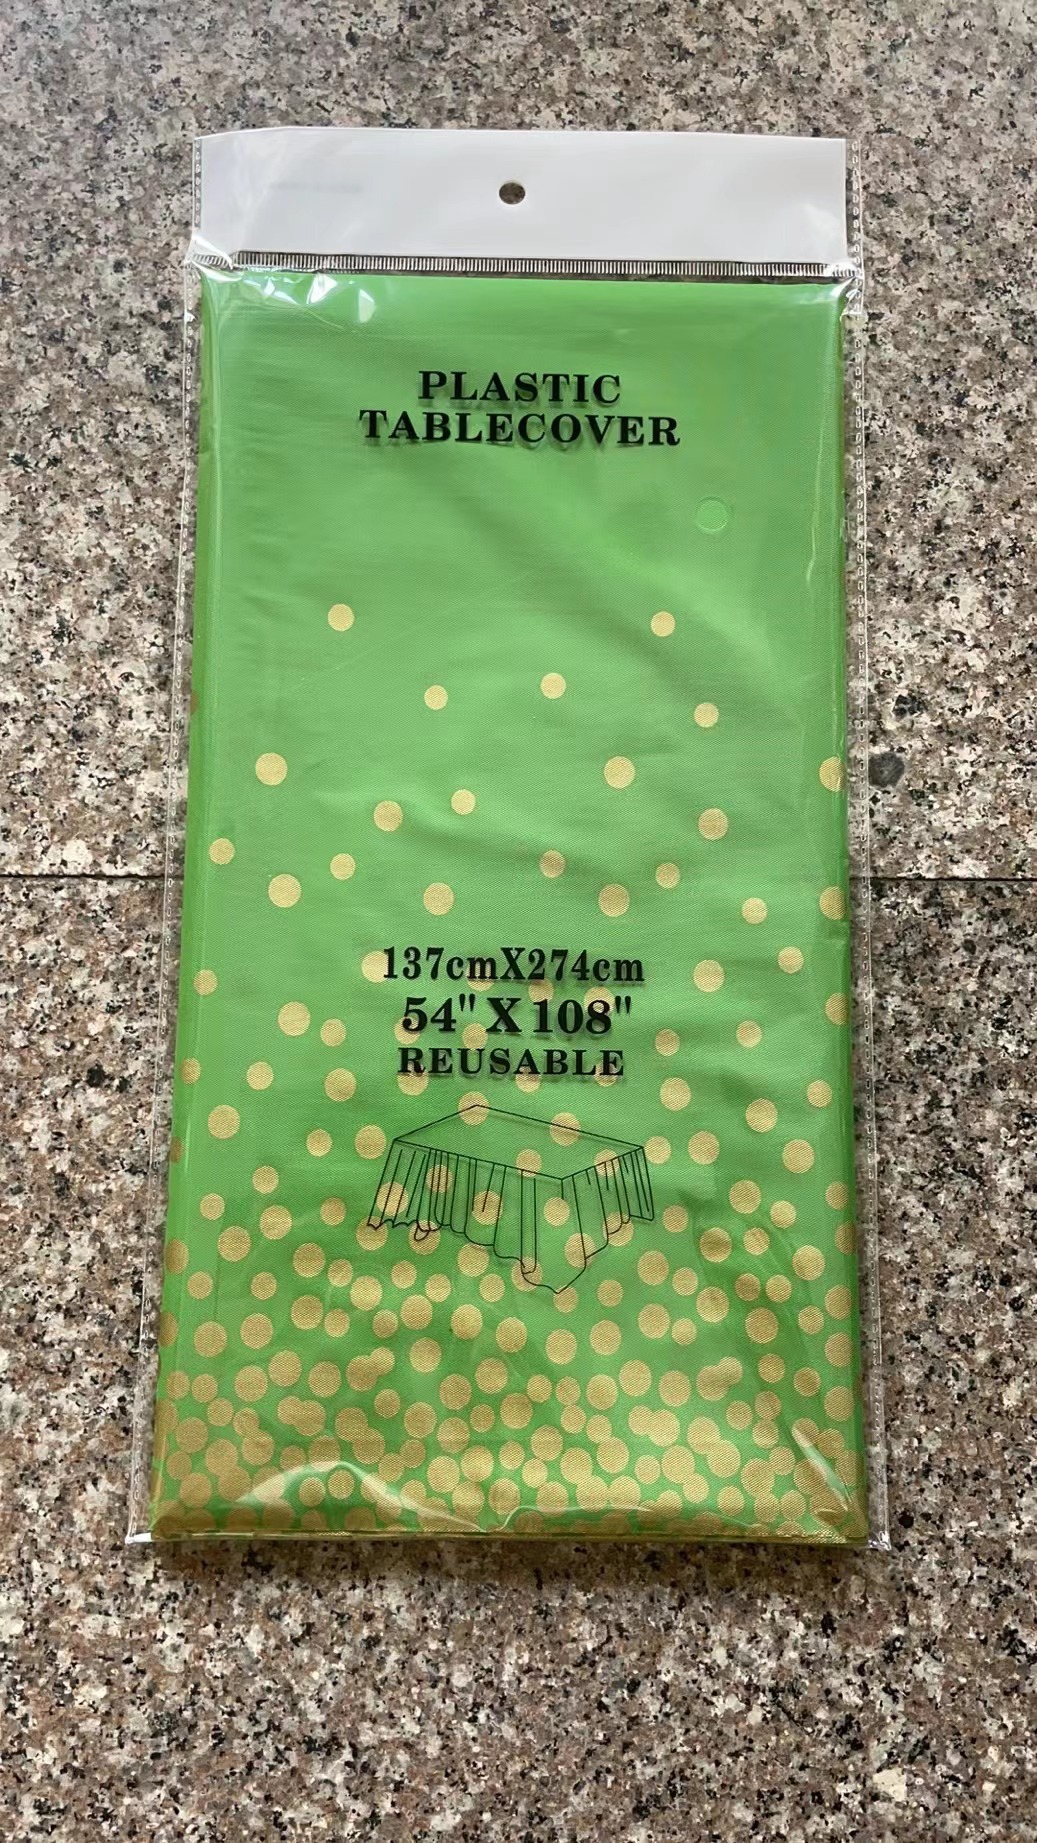 PLASTIC
TABLECOVER
137cmX274cm
54" X 108"
REUSABLE